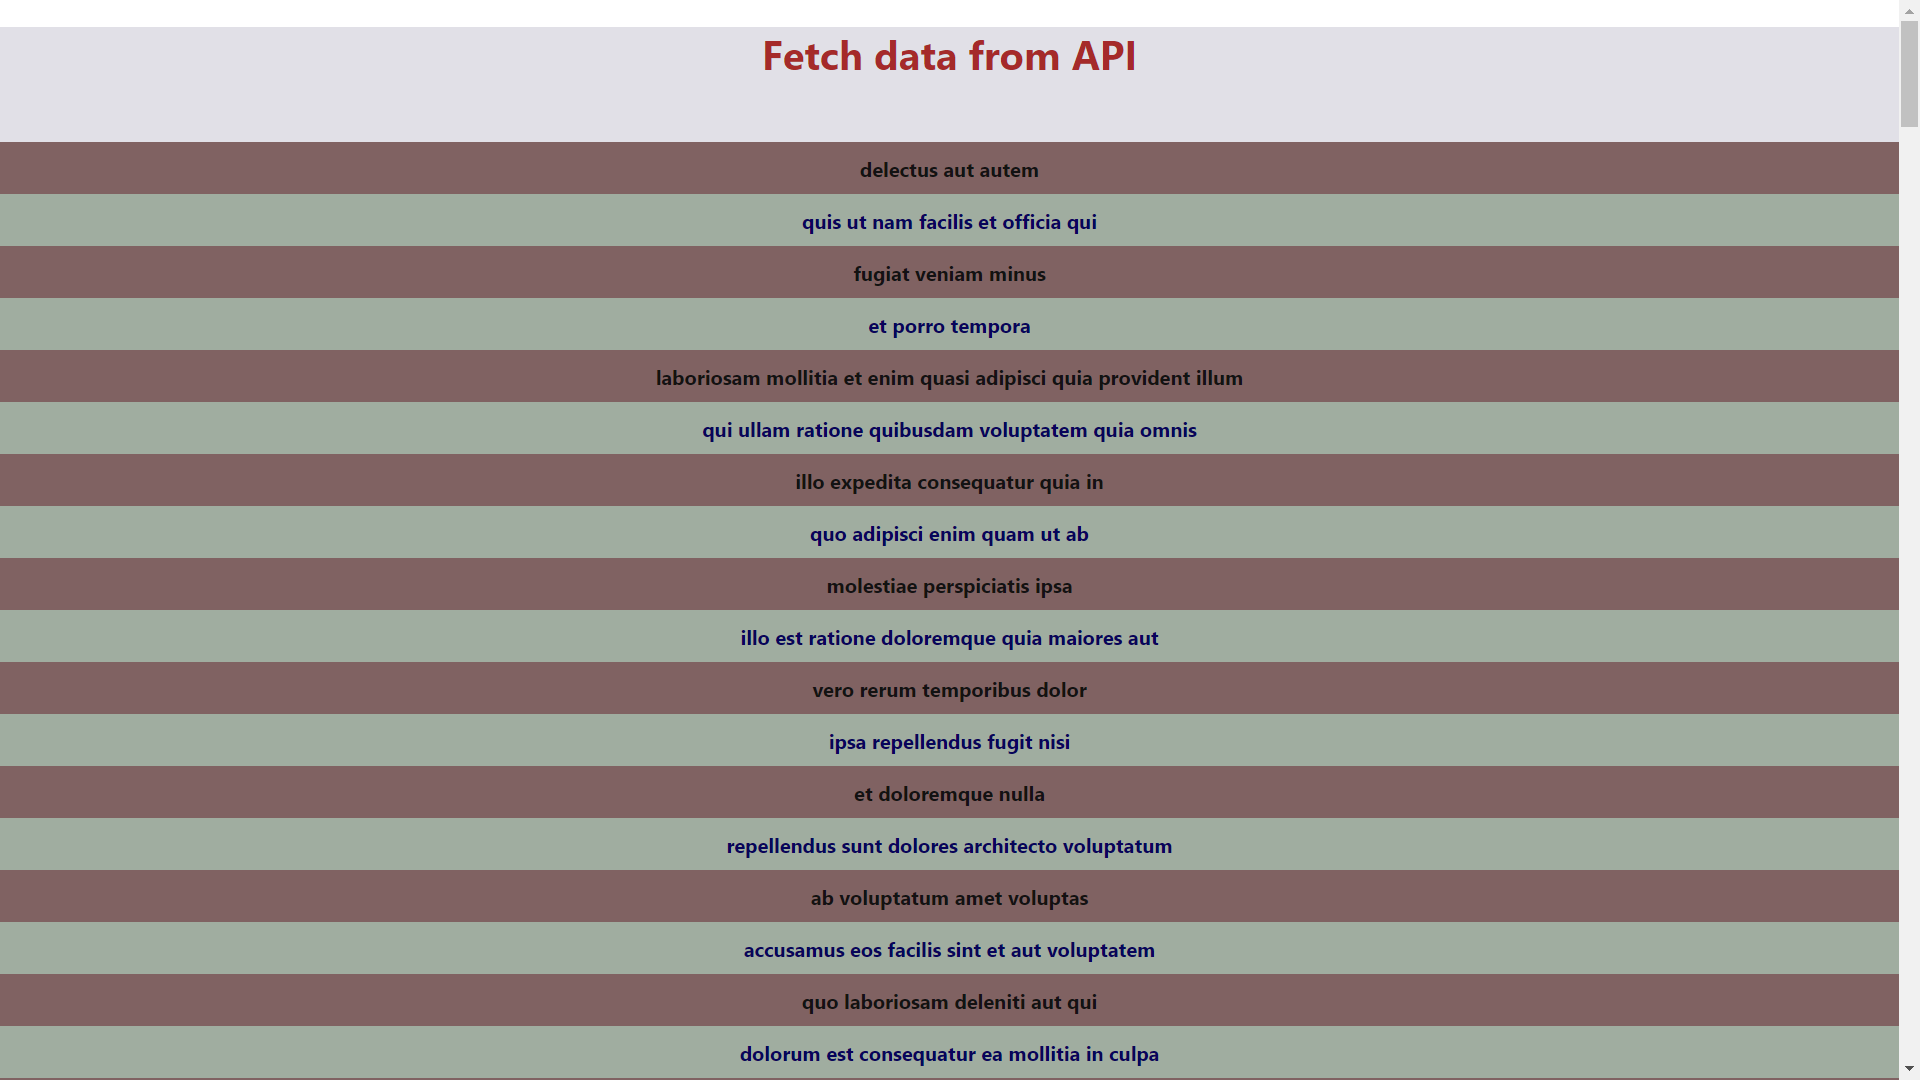 Fetch data from API
delectus aut autem
quis ut nam facilis et officia qui
fugiat veniam minus
et porro tempora
laboriosam mollitia et enim quasi adipisci quia provident illum
qui ullam ratione quibusdam voluptatem quia omnis
illo expedita consequatur quia in
quo adipisci enim quam ut ab
molestiae perspiciatis ipsa
illo est ratione doloremque quia maiores aut
vero rerum temporibus dolor
ipsa repellendus fugit nisi
et doloremque nulla
repellendus sunt dolores architecto voluptatum
ab voluptatum amet voluptas
accusamus eos facilis sint et aut voluptatem
quo laboriosam deleniti aut qui
dolorum est consequatur ea mollitia in culpa